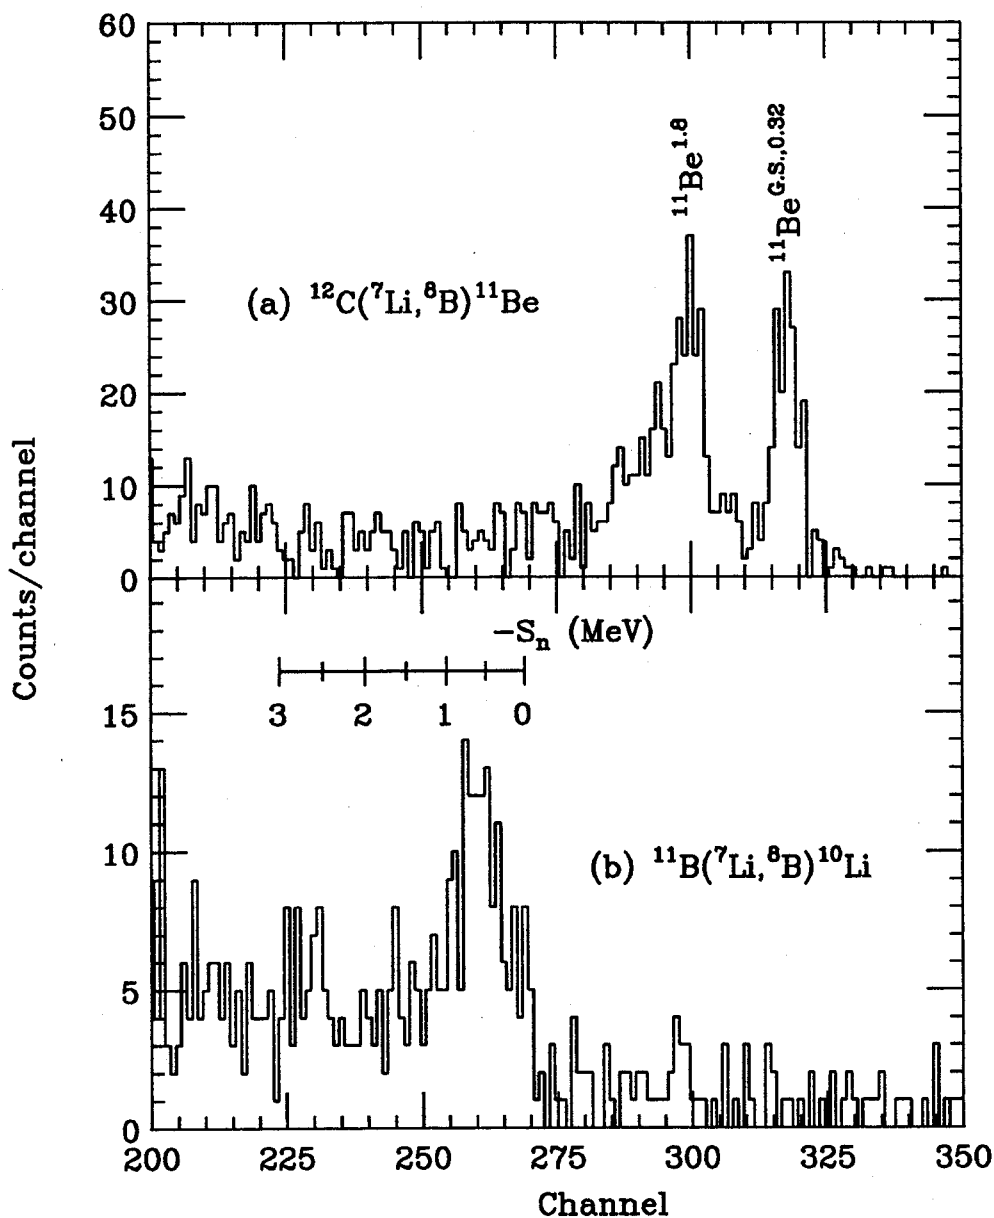 60
50
40
30
20
10
0
Counts/channel
¹¹Be¹·⁸
¹¹Be^G.S.,0.32
(a) ¹²C(⁷Li,⁸B)¹¹Be
−Sₙ (MeV)
3 2 1 0
15
10
5
0
(b) ¹¹B(⁷Li,⁸B)¹⁰Li
200 225 250 275 300 325 350
Channel